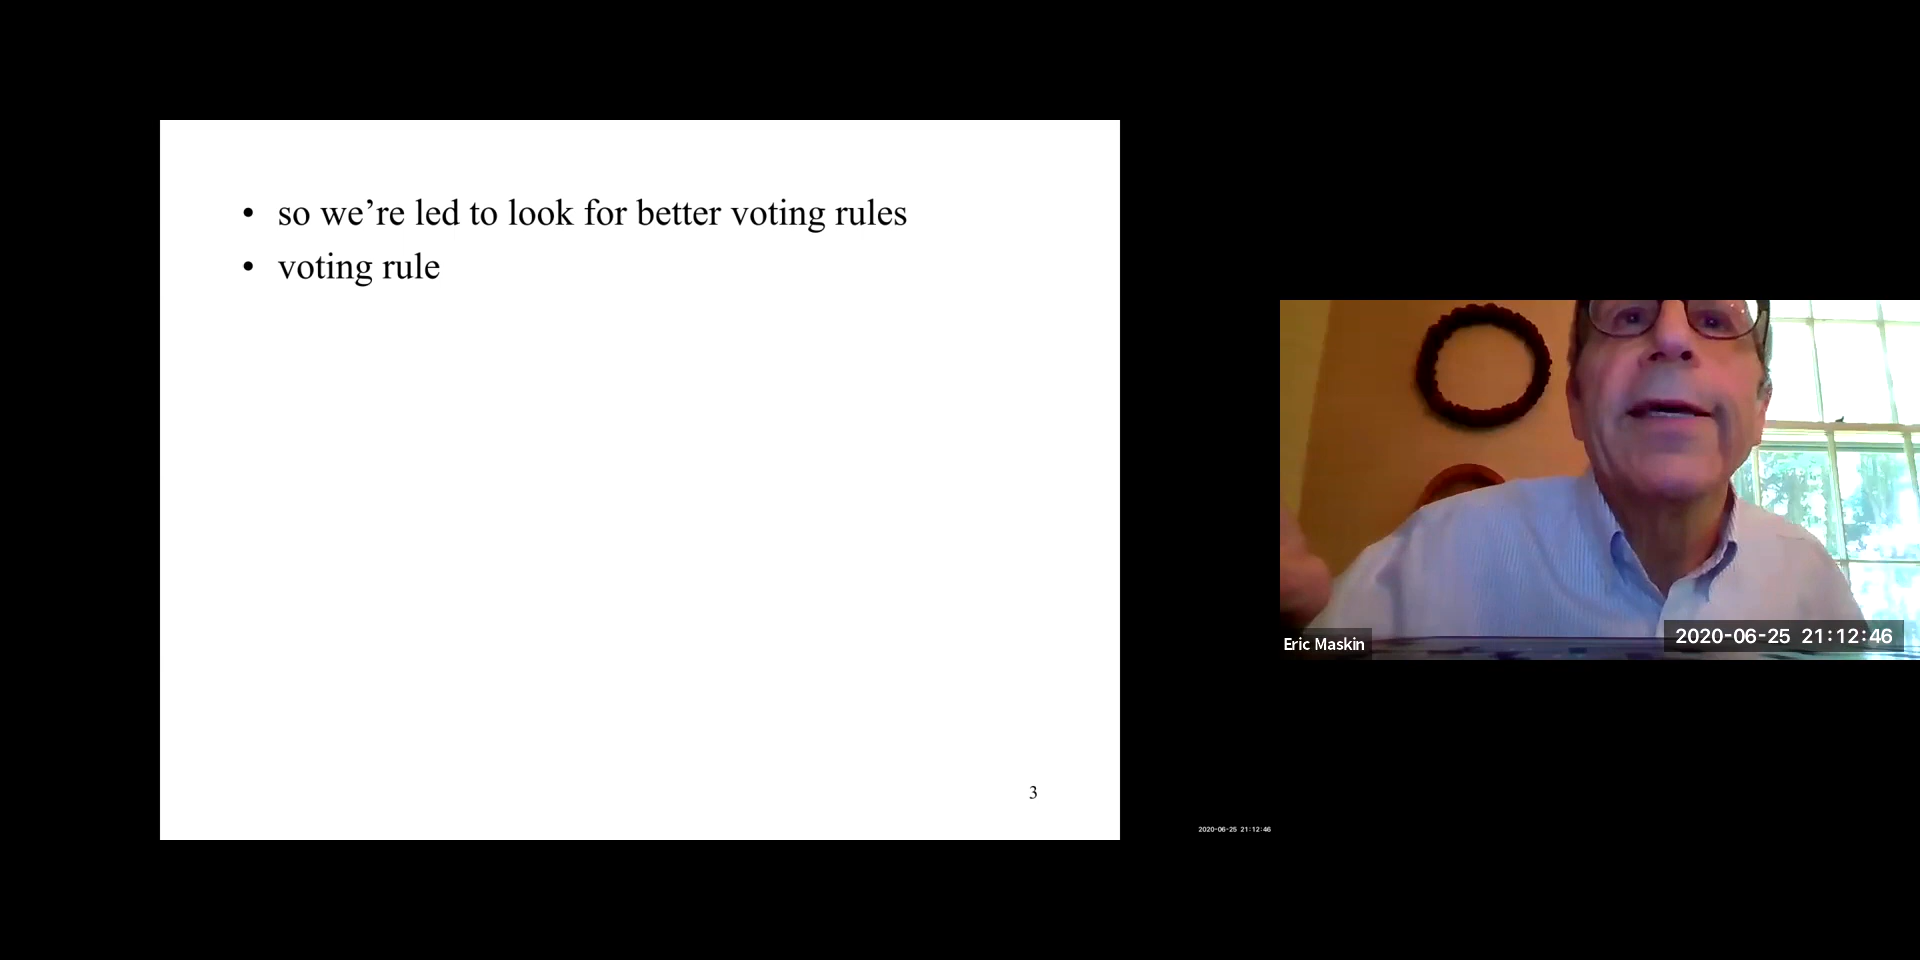 • so we’re led to look for better voting rules
• voting rule
3
Eric Maskin
2020-06-25 21:12:46
2020-06-25 21:12:46